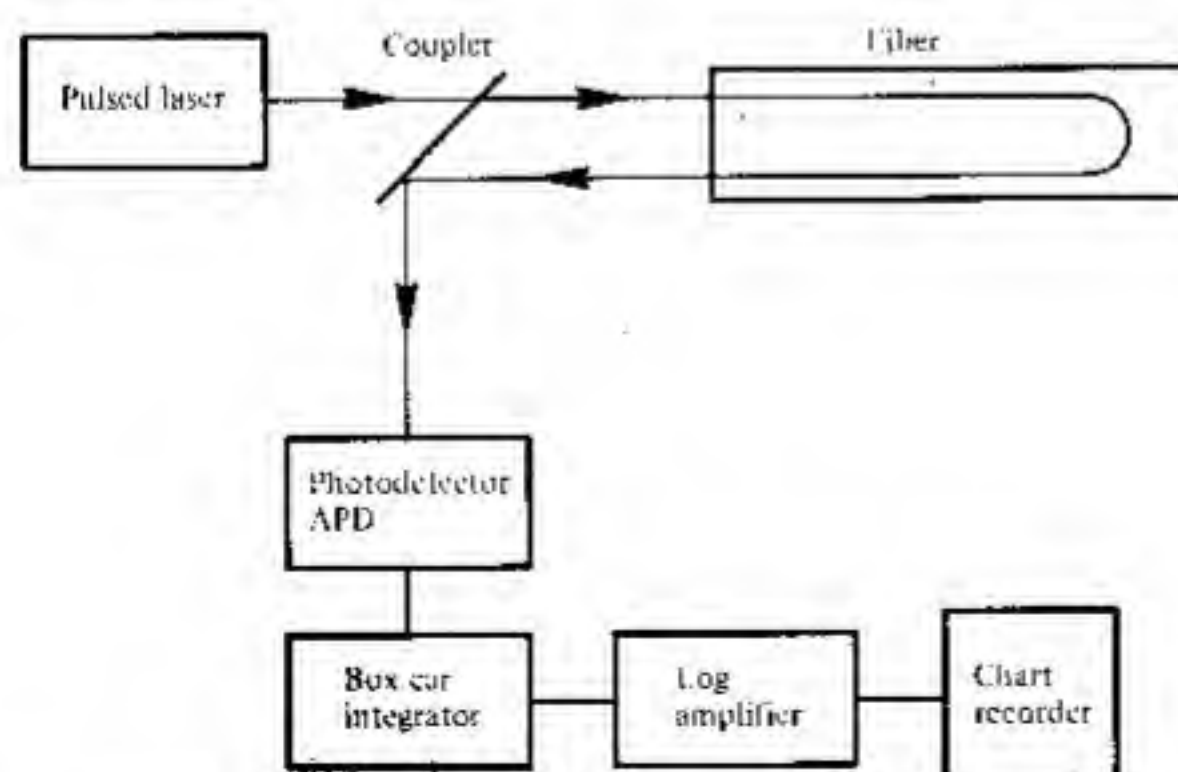 Coupler
Fiber
Pulsed laser
Photodetector
APD
Box car
integrator
Log
amplifier
Chart
recorder